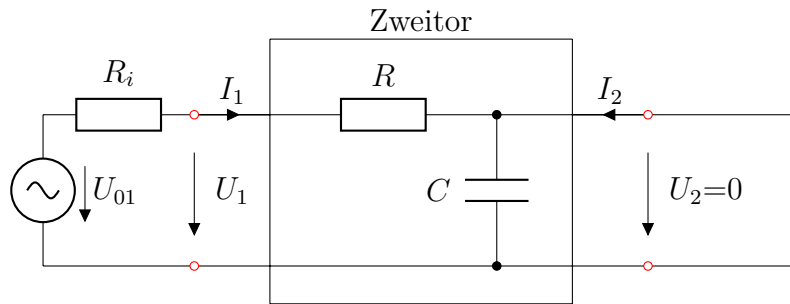 Zweitor
R_i
I_1
R
I_2
U_01
U_1
C
U_2=0